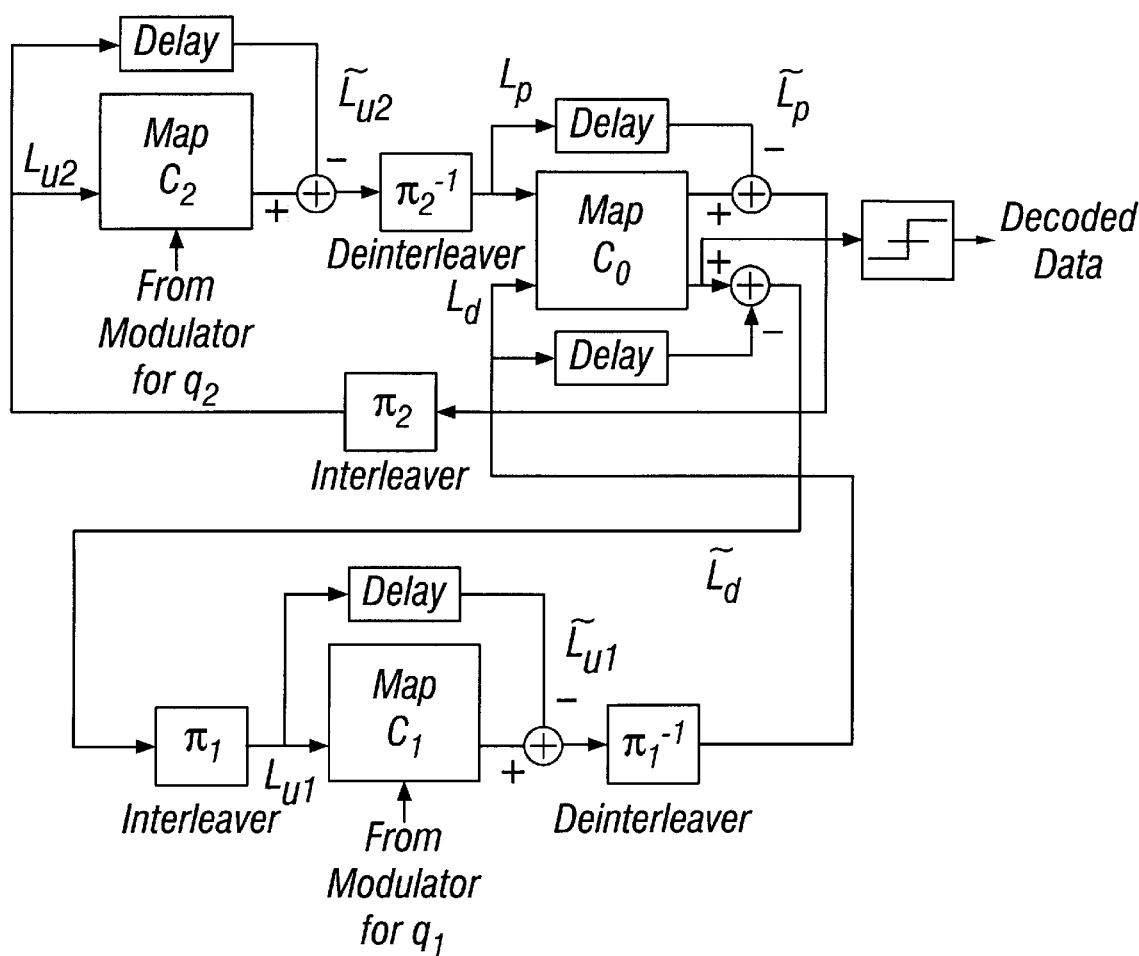 Delay
L̃u2
Lp
L̃p
Delay
Map
C2
Lu2
−
+
+
π2⁻¹
Deinterleaver
Map
C0
−
+
+
Decoded
Data
Ld
+
+
−
From
Modulator
for q2
Delay
π2
Interleaver
L̃d
Delay
L̃u1
Map
C1
−
+
+
π1
Interleaver
Lu1
π1⁻¹
Deinterleaver
From
Modulator
for q1